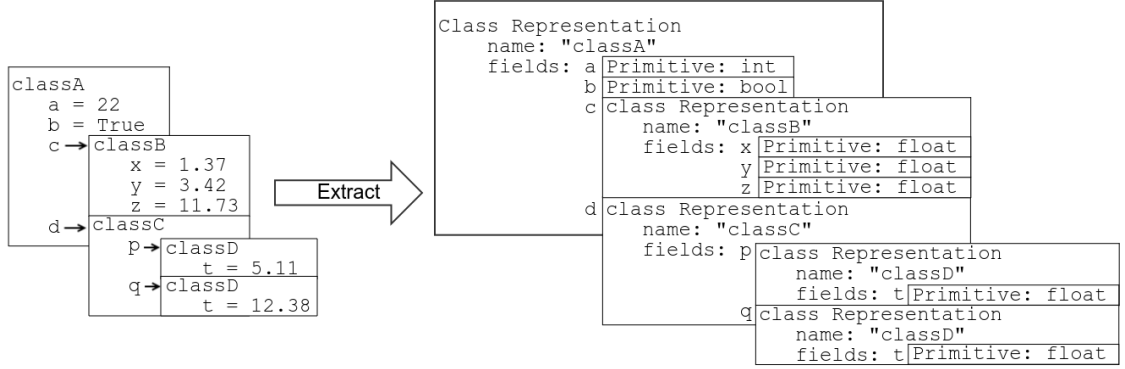 classA
a = 22
b = True
c
classB
x = 1.37
y = 3.42
z = 11.73
d
classC
p
classD
t = 5.11
q
classD
t = 12.38
Extract
Class Representation
name: "classA"
fields: a Primitive: int
b Primitive: bool
c class Representation
name: "classB"
fields: x Primitive: float
y Primitive: float
z Primitive: float
d class Representation
name: "classC"
fields: p class Representation
name: "classD"
fields: t Primitive: float
q class Representation
name: "classD"
fields: t Primitive: float